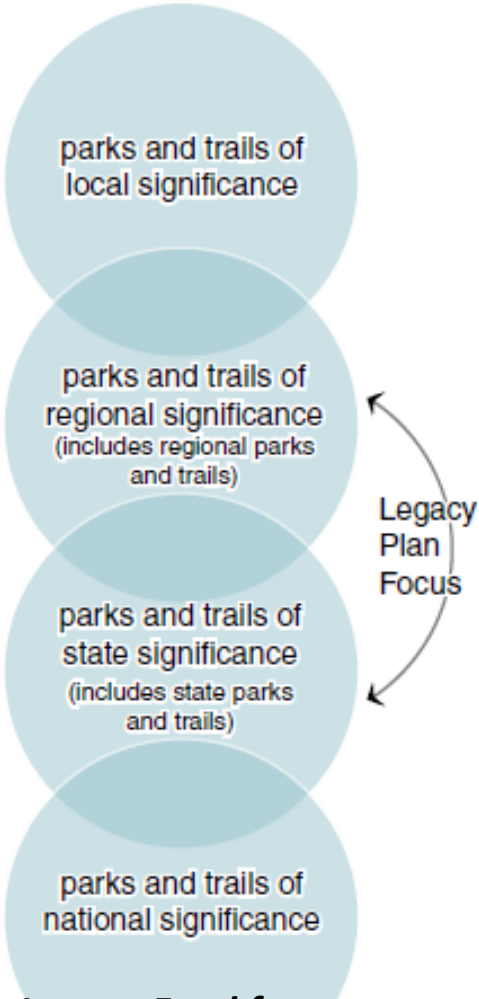 parks and trails of
local significance
parks and trails of
regional significance
(includes regional parks
and trails)
Legacy
Plan
Focus
parks and trails of
state significance
(includes state parks
and trails)
parks and trails of
national significance